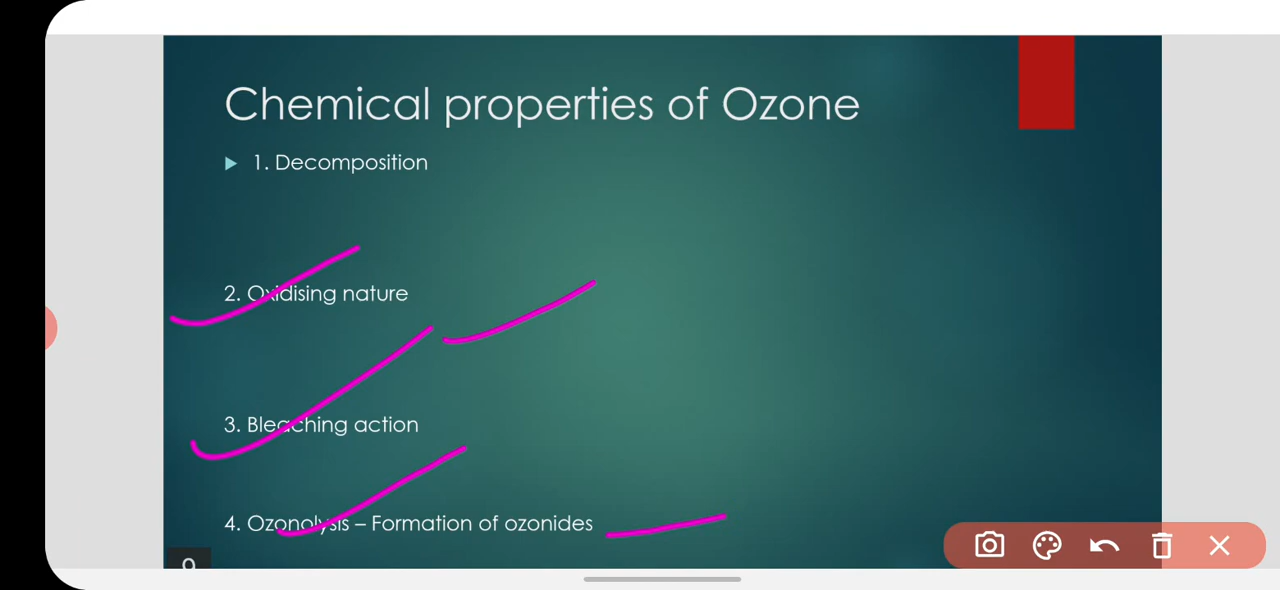 Chemical properties of Ozone
1. Decomposition
2. Oxidising nature
3. Bleaching action
4. Ozonolysis – Formation of ozonides